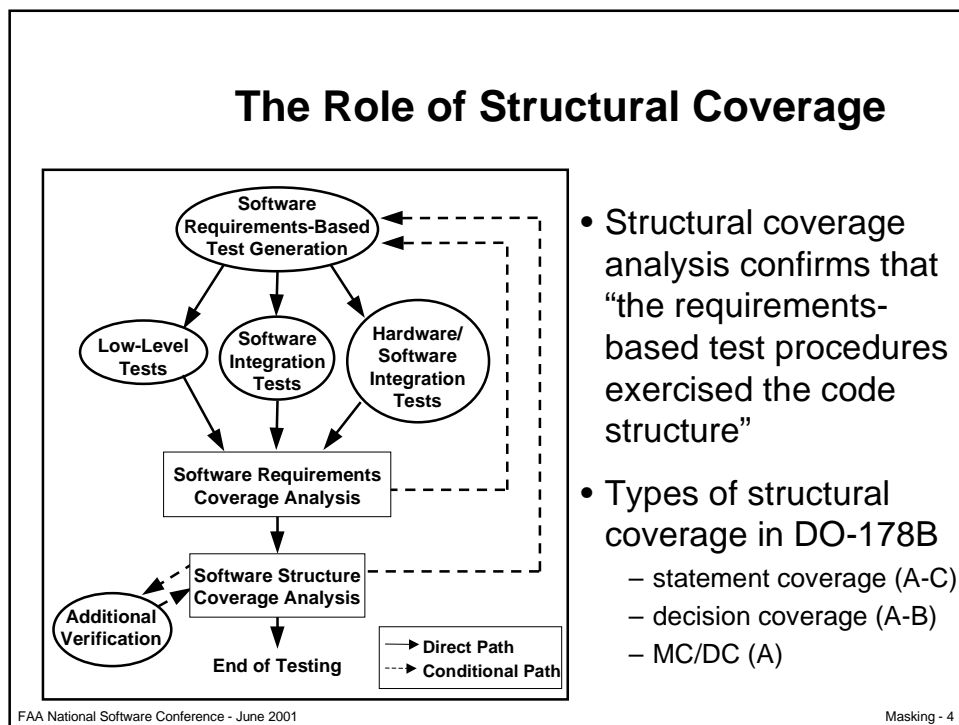 The Role of Structural Coverage
Software
Requirements-Based
Test Generation
Low-Level
Tests
Software
Integration
Tests
Hardware/
Software
Integration
Tests
Software Requirements
Coverage Analysis
Software Structure
Coverage Analysis
Additional
Verification
End of Testing
Direct Path
Conditional Path
• Structural coverage
analysis confirms that
“the requirements-
based test procedures
exercised the code
structure”
• Types of structural
coverage in DO-178B
– statement coverage (A-C)
– decision coverage (A-B)
– MC/DC (A)
FAA National Software Conference - June 2001
Masking - 4